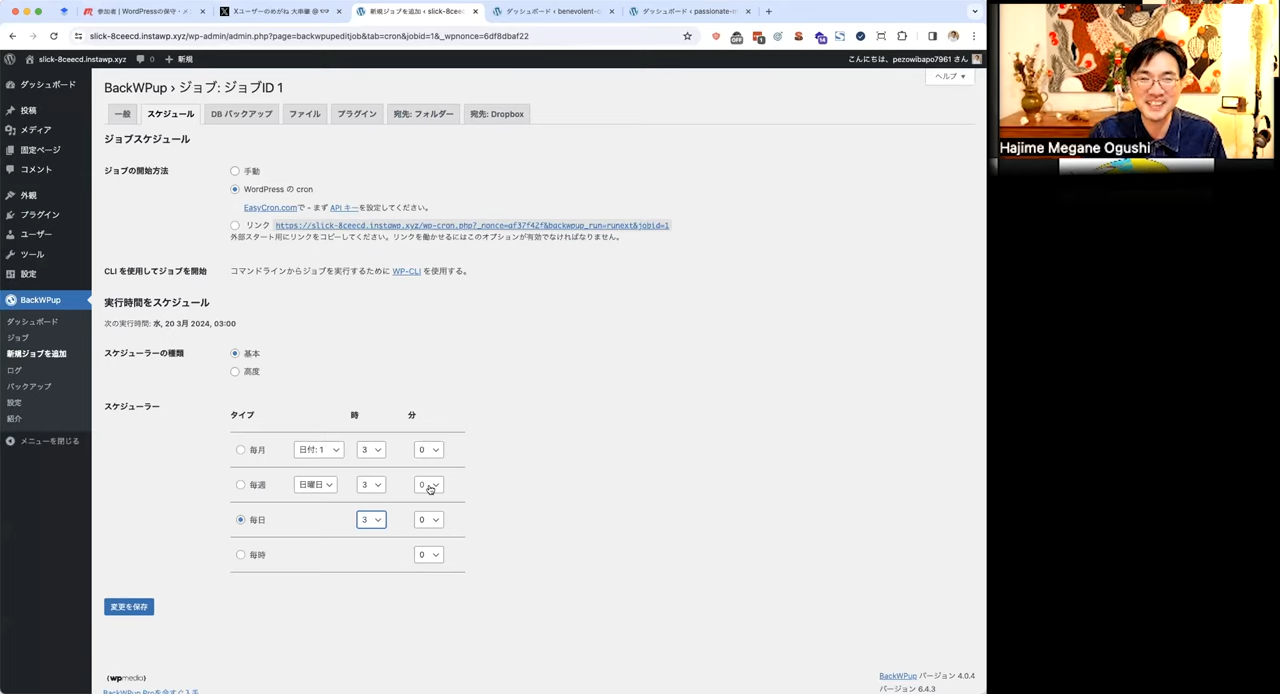 参加者 | WordPressの保守・メ
Xユーザーのめがね 大串肇 @
新規ジョブを追加 ‹ slick-8cee
ダッシュボード ‹ benevolent-
ダッシュボード ‹ passionate-
slick-8ceecd.instawp.xyz/wp-admin/admin.php?page=backwpupeditjob&tab=cron&jobid=1&_wpnonce=6df8dbaf22
OFF
1
14
slick-8ceecd.instawp.xyz
0
新規
こんにちは、pezowibapo7961 さん
ヘルプ
ダッシュボード
投稿
メディア
固定ページ
コメント
外観
プラグイン
ユーザー
ツール
設定
BackWPup
ダッシュボード
ジョブ
新規ジョブを追加
ログ
バックアップ
設定
紹介
メニューを閉じる
BackWPup › ジョブ: ジョブID 1
一般
スケジュール
DB バックアップ
ファイル
プラグイン
宛先: フォルダー
宛先: Dropbox
ジョブスケジュール
ジョブの開始方法
手動
WordPress の cron
EasyCron.comで - まず API キーを設定してください。
リンク https://slick-8ceecd.instawp.xyz/wp-cron.php?_nonce=af37f42f&backwpup_run=runext&jobid=1
外部スタート用にリンクをコピーしてください。リンクを働かせるにはこのオプションが有効でなければなりません。
CLI を使用してジョブを開始
コマンドラインからジョブを実行するために WP-CLI を使用する。
実行時間をスケジュール
次の実行時間: 水, 20 3月 2024, 03:00
スケジューラーの種類
基本
高度
スケジューラー
タイプ 時 分
毎月 日付: 1 3 0
毎週 日曜日 3 0
毎日 3 0
毎時 0
変更を保存
(wpmedia)
BackWPup Proを今すぐ入手
BackWPup バージョン 4.0.4
バージョン 6.4.3
Hajime Megane Ogushi